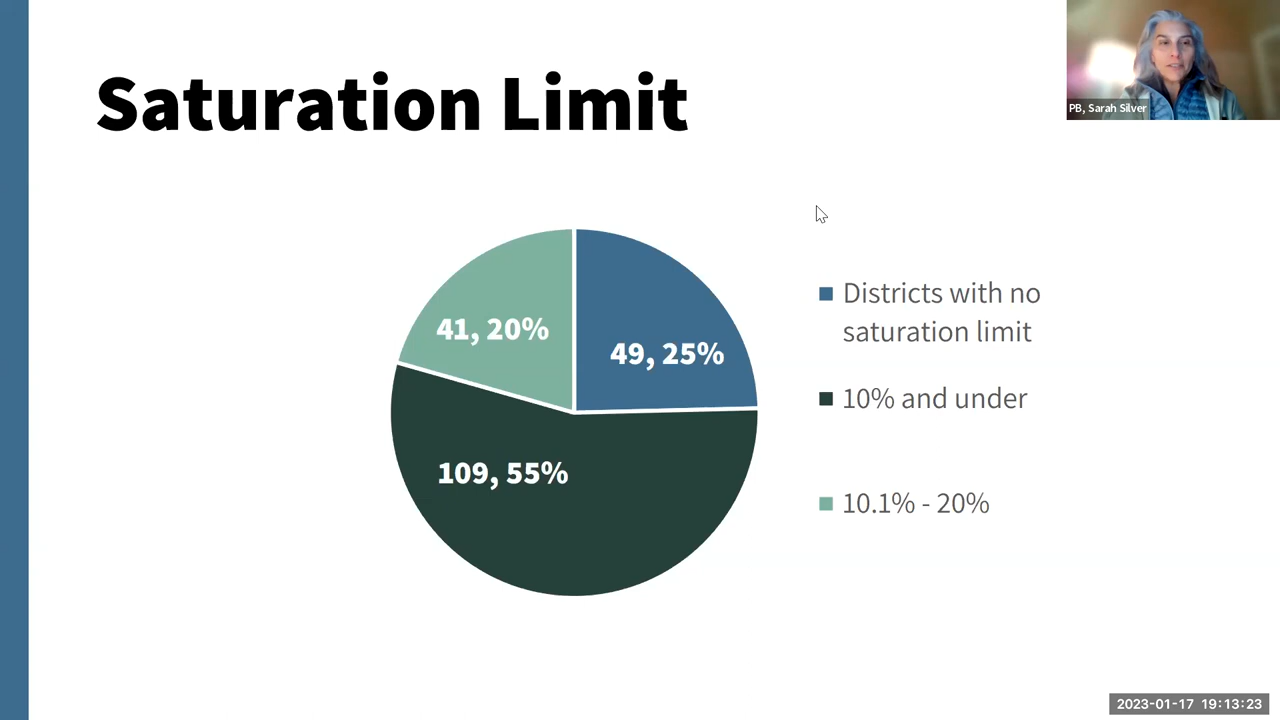 Saturation Limit
PB, Sarah Silver
41, 20%
49, 25%
109, 55%
Districts with no
saturation limit
10% and under
10.1% - 20%
2023-01-17 19:13:23